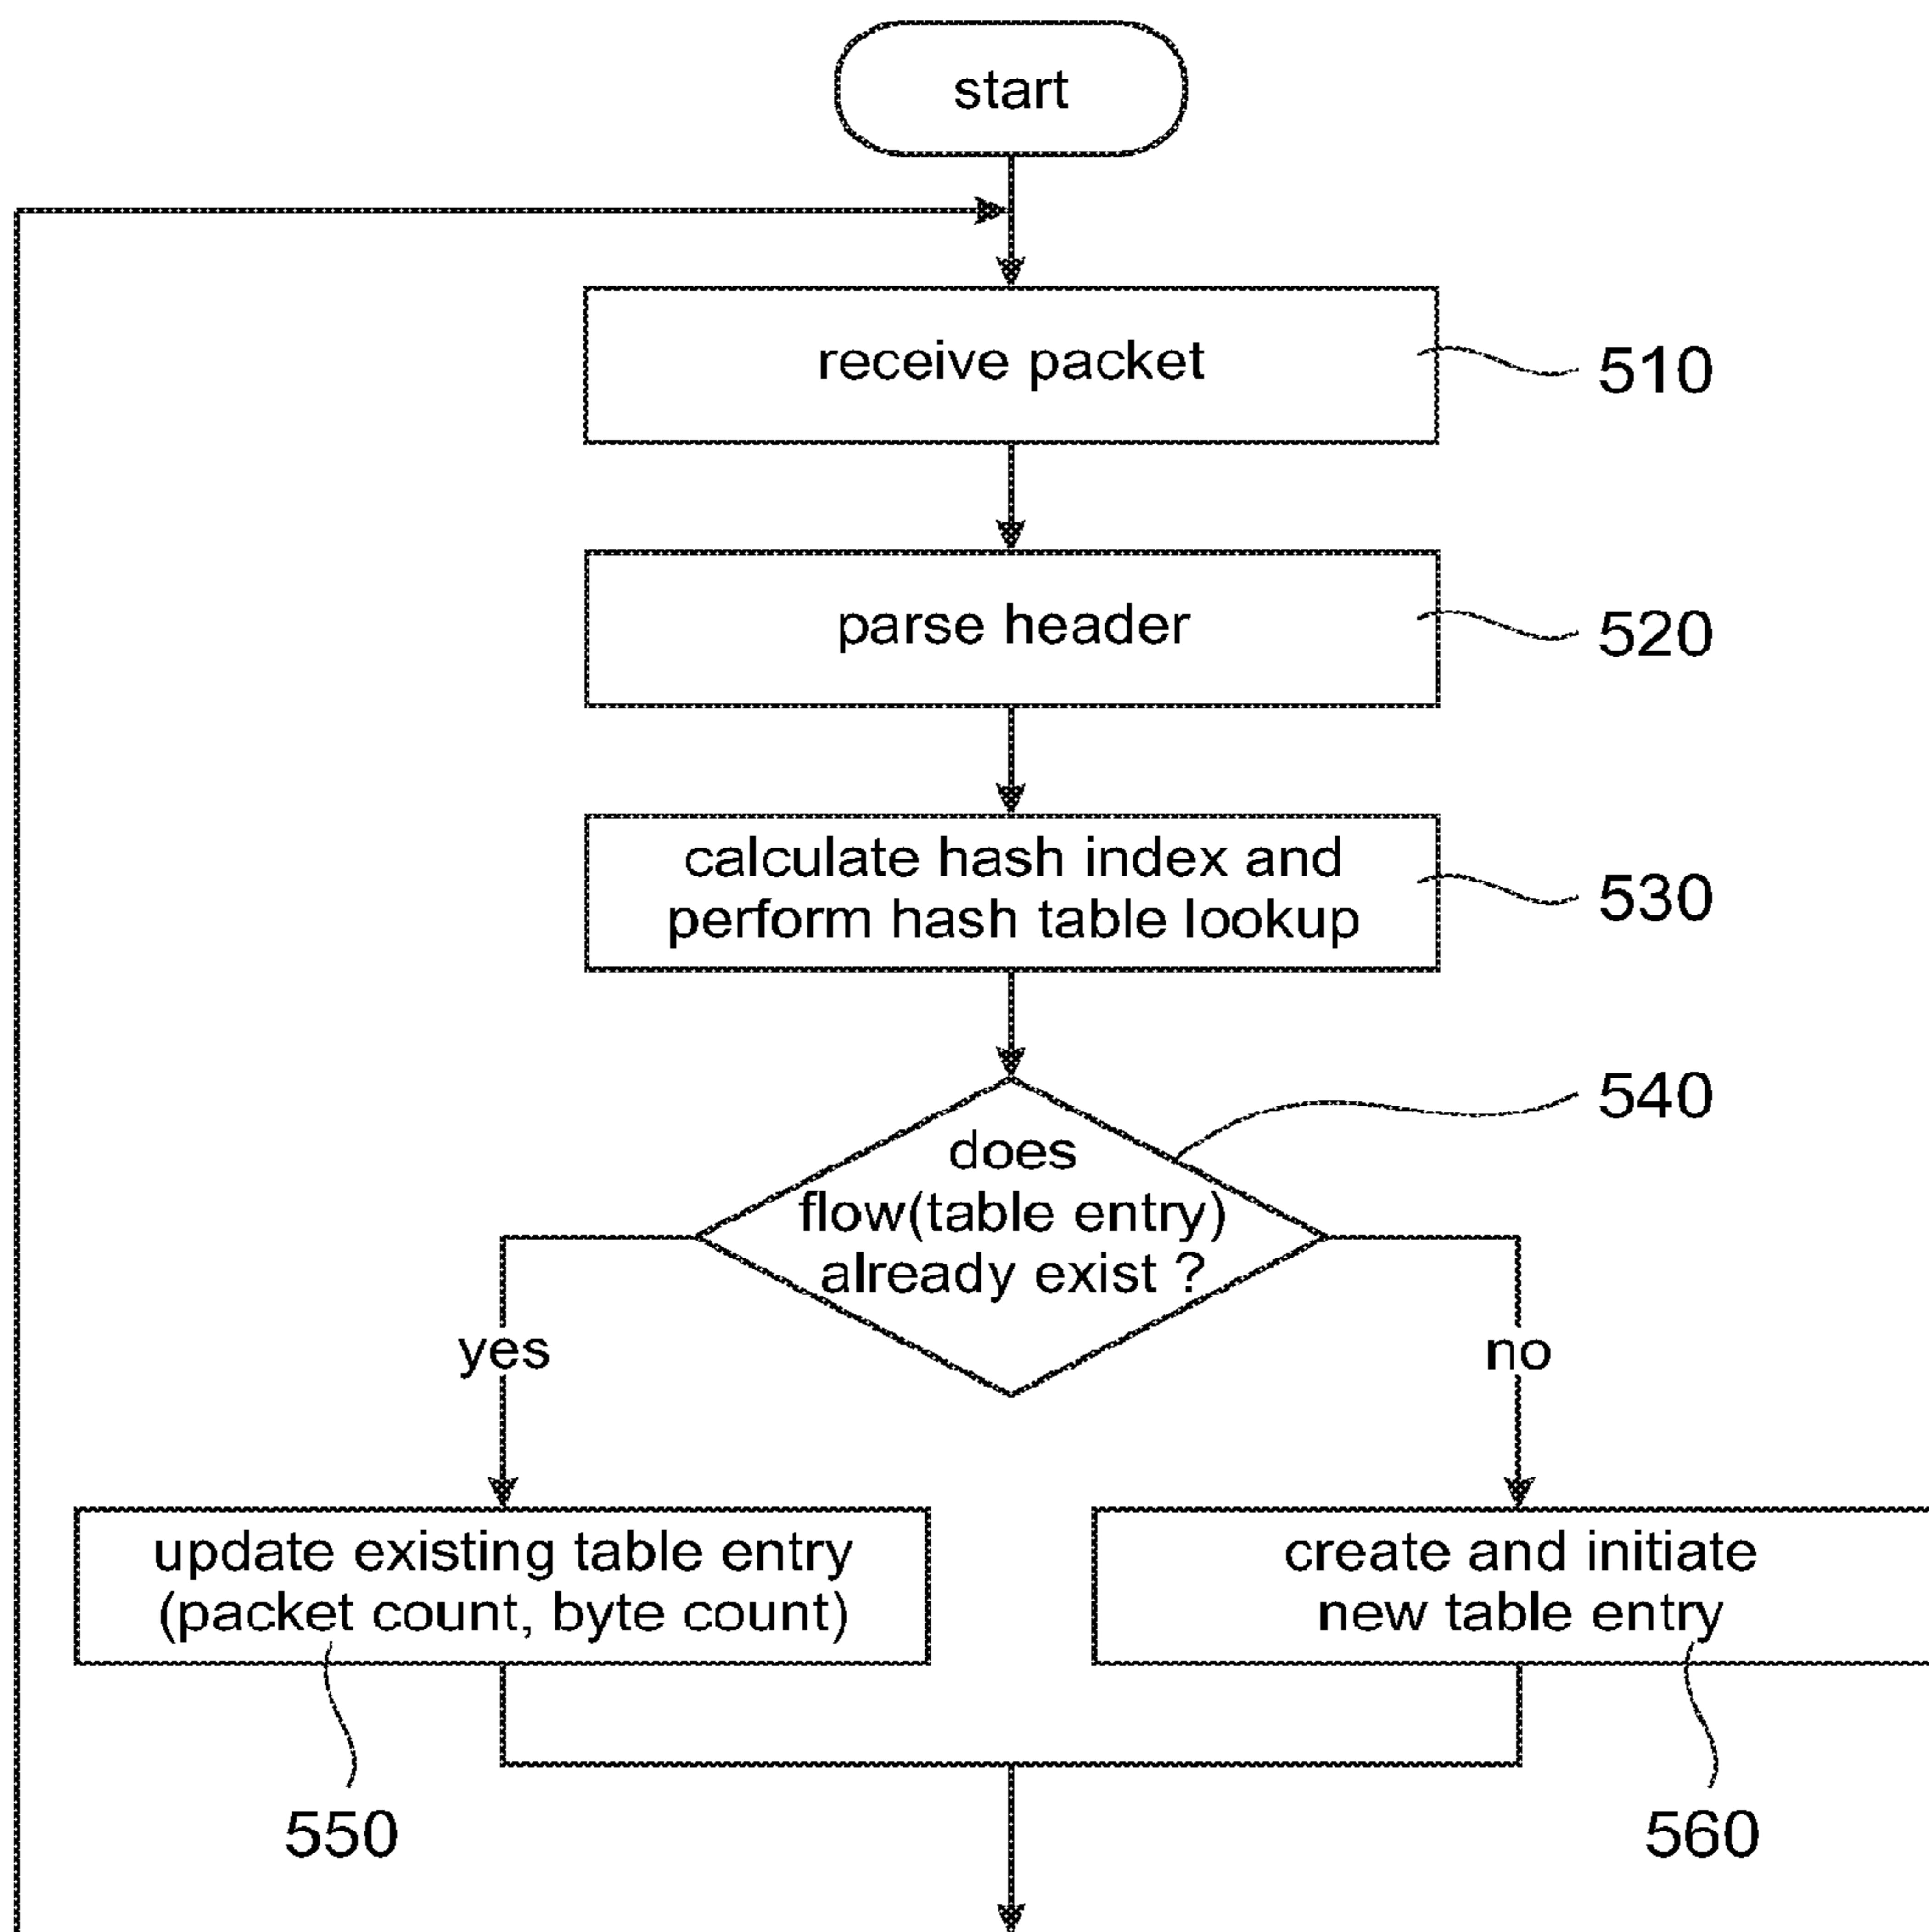 start
receive packet
510
parse header
520
calculate hash index and
perform hash table lookup
530
540
does
flow(table entry)
already exist ?
yes
no
update existing table entry
(packet count, byte count)
create and initiate
new table entry
550
560